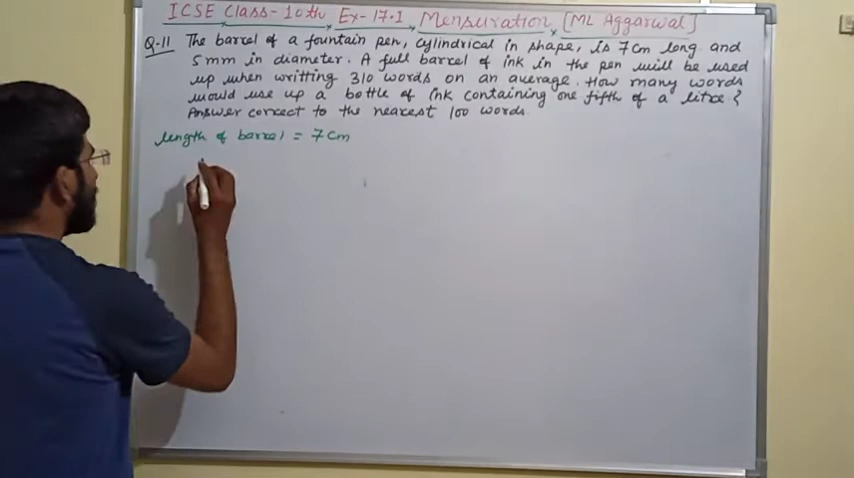 ICSE Class-10th Ex-17.1 Mensuration [ML Aggarwal]
Q-11 The barrel of a fountain pen, cylindrical in shape, is 7cm long and
5mm in diameter. A full barrel of ink in the pen will be used
up when writting 310 words on an average. How many words
would use up a bottle of ink containing one fifth of a litre?
Answer correct to the nearest 100 words.
length of barrel = 7cm